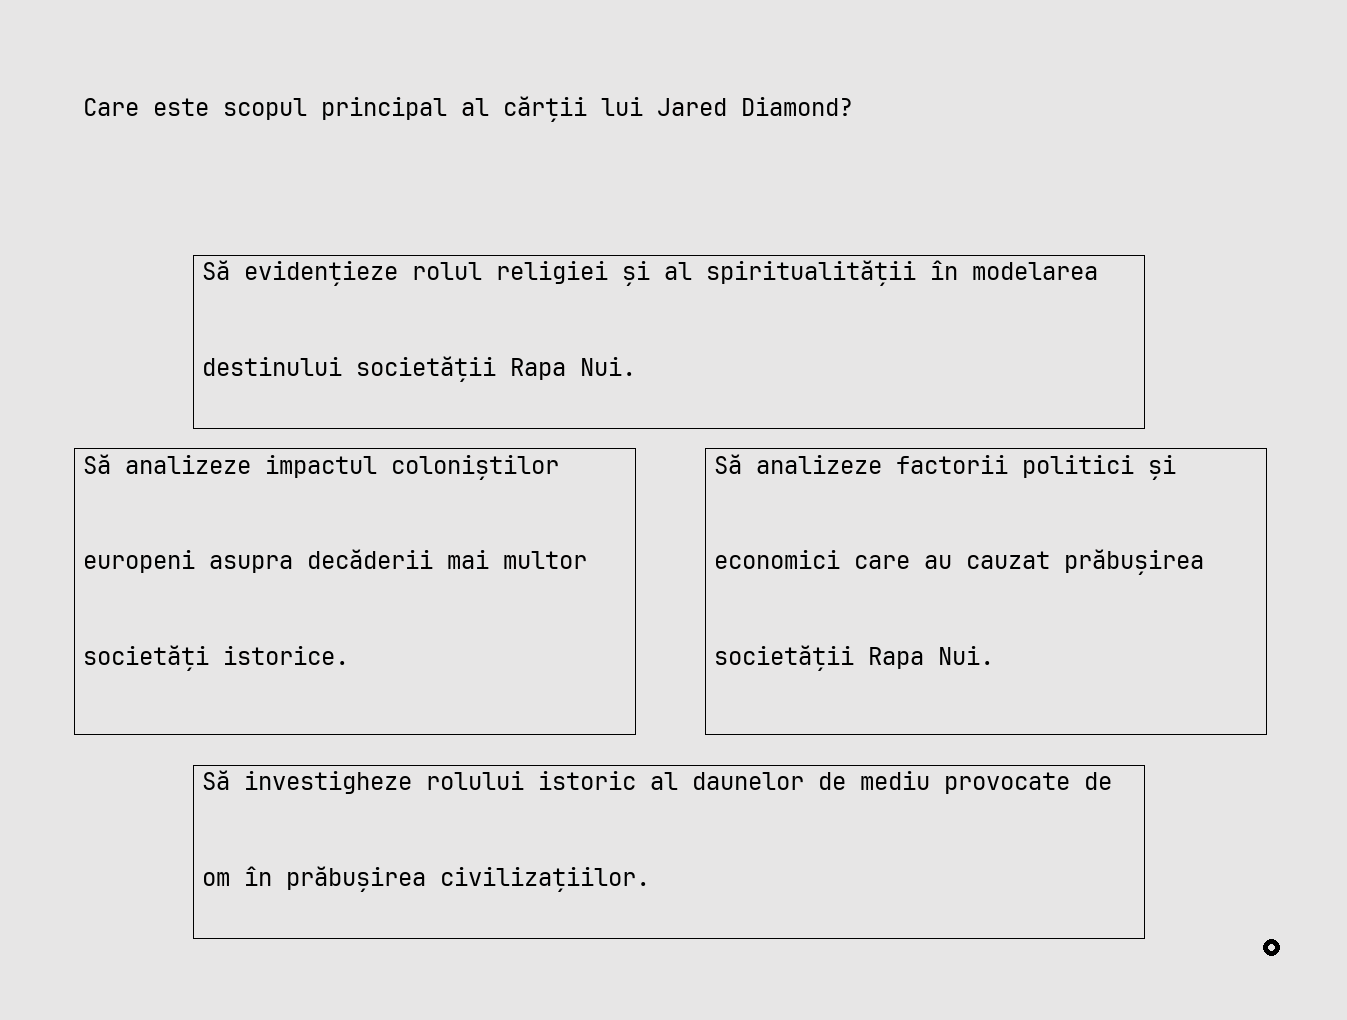 Care este scopul principal al cărții lui Jared Diamond?
Să evidențieze rolul religiei și al spiritualității în modelarea
destinului societății Rapa Nui.
Să analizeze impactul coloniștilor
europeni asupra decăderii mai multor
societăți istorice.
Să analizeze factorii politici și
economici care au cauzat prăbușirea
societății Rapa Nui.
Să investigheze rolului istoric al daunelor de mediu provocate de
om în prăbușirea civilizațiilor.